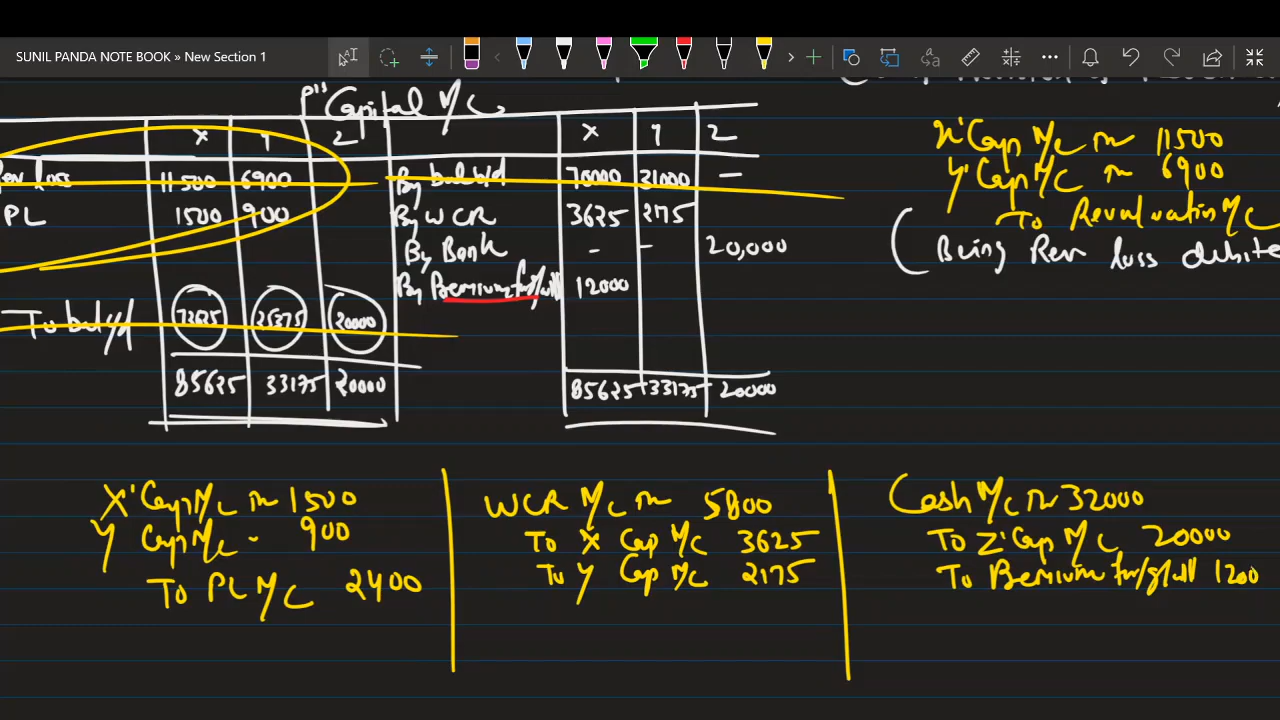 SUNIL PANDA NOTE BOOK » New Section 1
P's Capital A/c
X Y Z X Y Z
Rev loss 11500 6900 By bal b/d 70000 31000 —
PL 1500 900 By WCR 3625 2175
By Bank - - 20,000
By Premium for g/will 12000
To bal c/d 72625 25375 20000
85625 33175 20000 85625 33175 20000
X' Cap A/c Dr 11500
Y' Cap A/c Dr 6900
To Revaluation A/c
(Being Rev loss debite
X' Cap A/c Dr 1500
Y Cap A/c - 900
To PL A/c 2400
WCR A/c Dr 5800
To X Cap A/c 3625
To Y Cap A/c 2175
Cash A/c Dr 32000
To Z' Cap A/c 20000
To Premium for g/will 1200